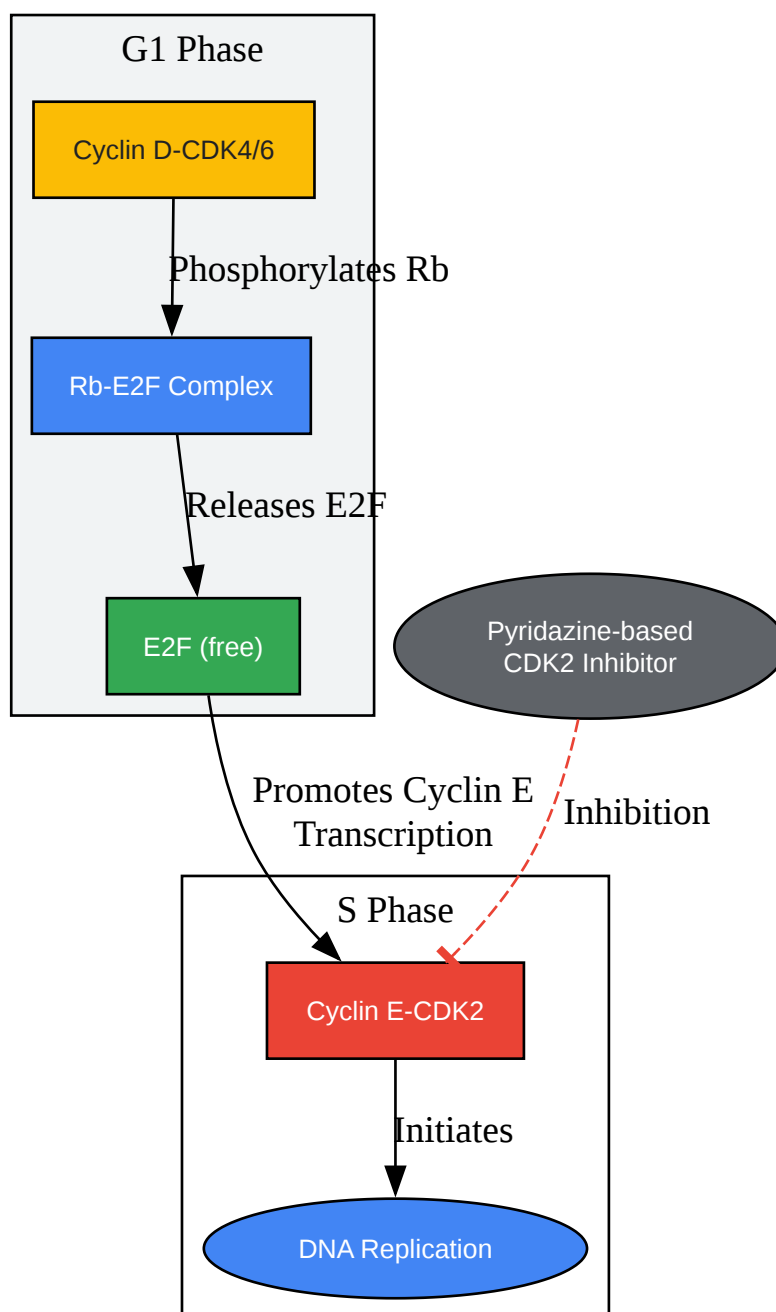 G1 Phase
Cyclin D-CDK4/6
Phosphorylates Rb
Rb-E2F Complex
Releases E2F
E2F (free)
Pyridazine-based
CDK2 Inhibitor
Promotes Cyclin E
Transcription
Inhibition
S Phase
Cyclin E-CDK2
Initiates
DNA Replication